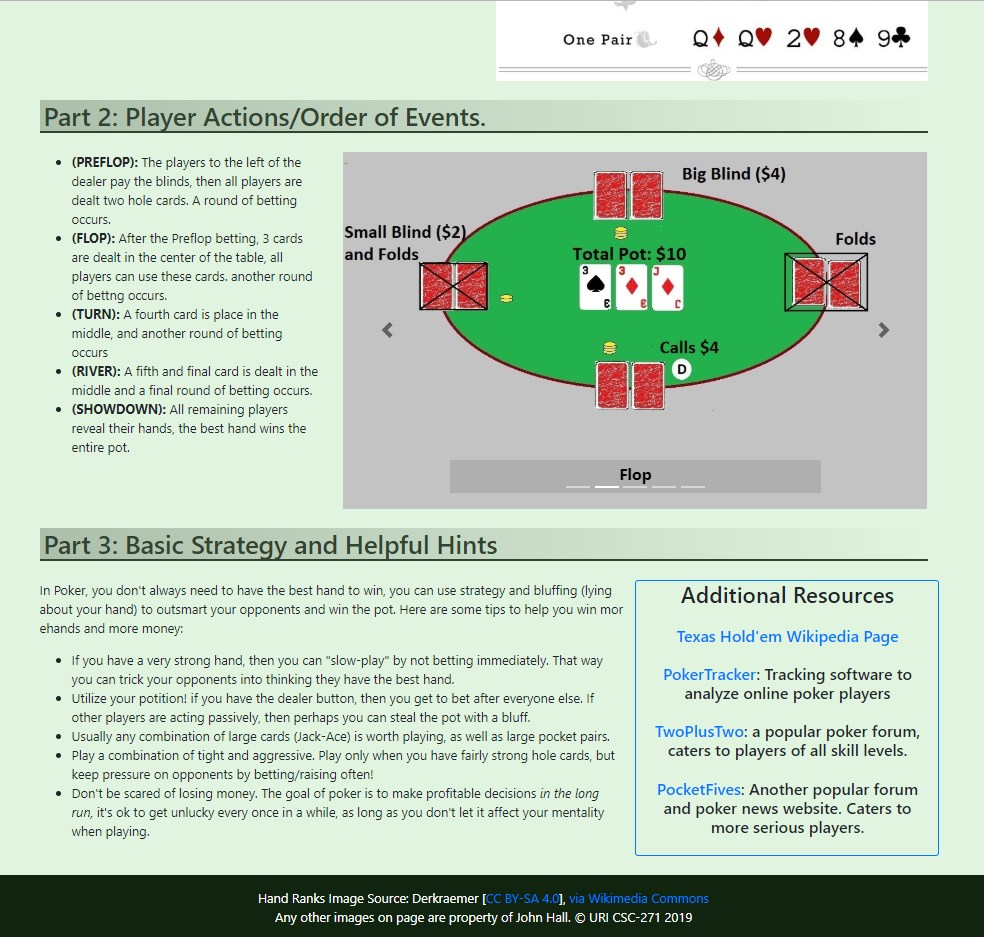 One Pair Q♦ Q♥ 2♥ 8♠ 9♣
Part 2: Player Actions/Order of Events.
(PREFLOP): The players to the left of the
dealer pay the blinds, then all players are
dealt two hole cards. A round of betting
occurs.
(FLOP): After the Preflop betting, 3 cards
are dealt in the center of the table, all
players can use these cards. another round
of bettng occurs.
(TURN): A fourth card is place in the
middle, and another round of betting
occurs
(RIVER): A fifth and final card is dealt in the
middle and a final round of betting occurs.
(SHOWDOWN): All remaining players
reveal their hands, the best hand wins the
entire pot.
Big Blind ($4)
Small Blind ($2)
and Folds
Folds
Total Pot: $10
3 3 J
3 3 J
Calls $4
D
Flop
Part 3: Basic Strategy and Helpful Hints
In Poker, you don't always need to have the best hand to win, you can use strategy and bluffing (lying
about your hand) to outsmart your opponents and win the pot. Here are some tips to help you win mor
ehands and more money:
If you have a very strong hand, then you can "slow-play" by not betting immediately. That way
you can trick your opponents into thinking they have the best hand.
Utilize your potition! if you have the dealer button, then you get to bet after everyone else. If
other players are acting passively, then perhaps you can steal the pot with a bluff.
Usually any combination of large cards (Jack-Ace) is worth playing, as well as large pocket pairs.
Play a combination of tight and aggressive. Play only when you have fairly strong hole cards, but
keep pressure on opponents by betting/raising often!
Don't be scared of losing money. The goal of poker is to make profitable decisions in the long
run, it's ok to get unlucky every once in a while, as long as you don't let it affect your mentality
when playing.
Additional Resources
Texas Hold'em Wikipedia Page
PokerTracker: Tracking software to
analyze online poker players
TwoPlusTwo: a popular poker forum,
caters to players of all skill levels.
PocketFives: Another popular forum
and poker news website. Caters to
more serious players.
Hand Ranks Image Source: Derkraemer [CC BY-SA 4.0], via Wikimedia Commons
Any other images on page are property of John Hall. © URI CSC-271 2019